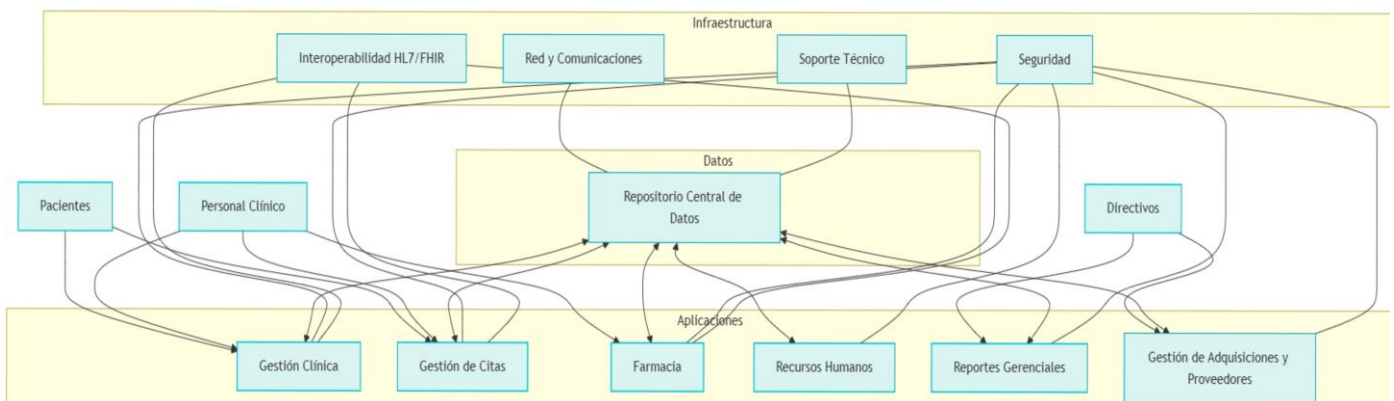 Infraestructura
Interoperabilidad HL7/FHIR
Red y Comunicaciones
Soporte Técnico
Seguridad
Datos
Pacientes
Personal Clínico
Repositorio Central de
Datos
Directivos
Aplicaciones
Gestión Clínica
Gestión de Citas
Farmacia
Recursos Humanos
Reportes Gerenciales
Gestión de Adquisiciones y
Proveedores